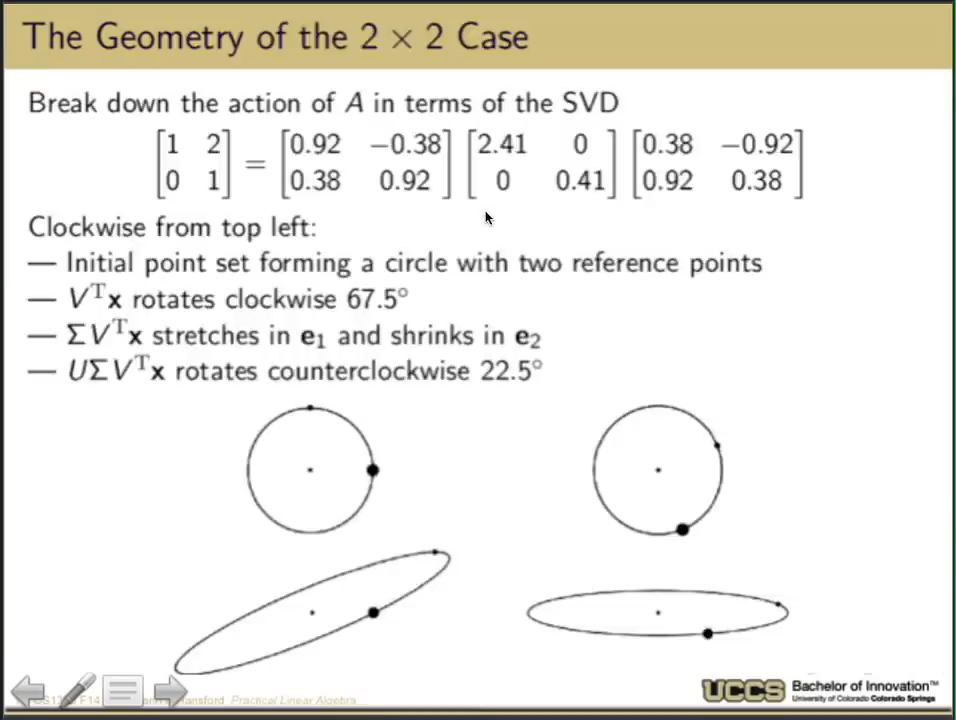 The Geometry of the 2 × 2 Case
Break down the action of A in terms of the SVD
[1 2; 0 1] = [0.92 −0.38; 0.38 0.92] [2.41 0; 0 0.41] [0.38 −0.92; 0.92 0.38]
Clockwise from top left:
— Initial point set forming a circle with two reference points
— VᵀX rotates clockwise 67.5°
— ΣVᵀx stretches in e₁ and shrinks in e₂
— UΣVᵀx rotates counterclockwise 22.5°
F14 Practical Linear Algebra
UCCS Bachelor of Innovation™
University of Colorado Colorado Springs